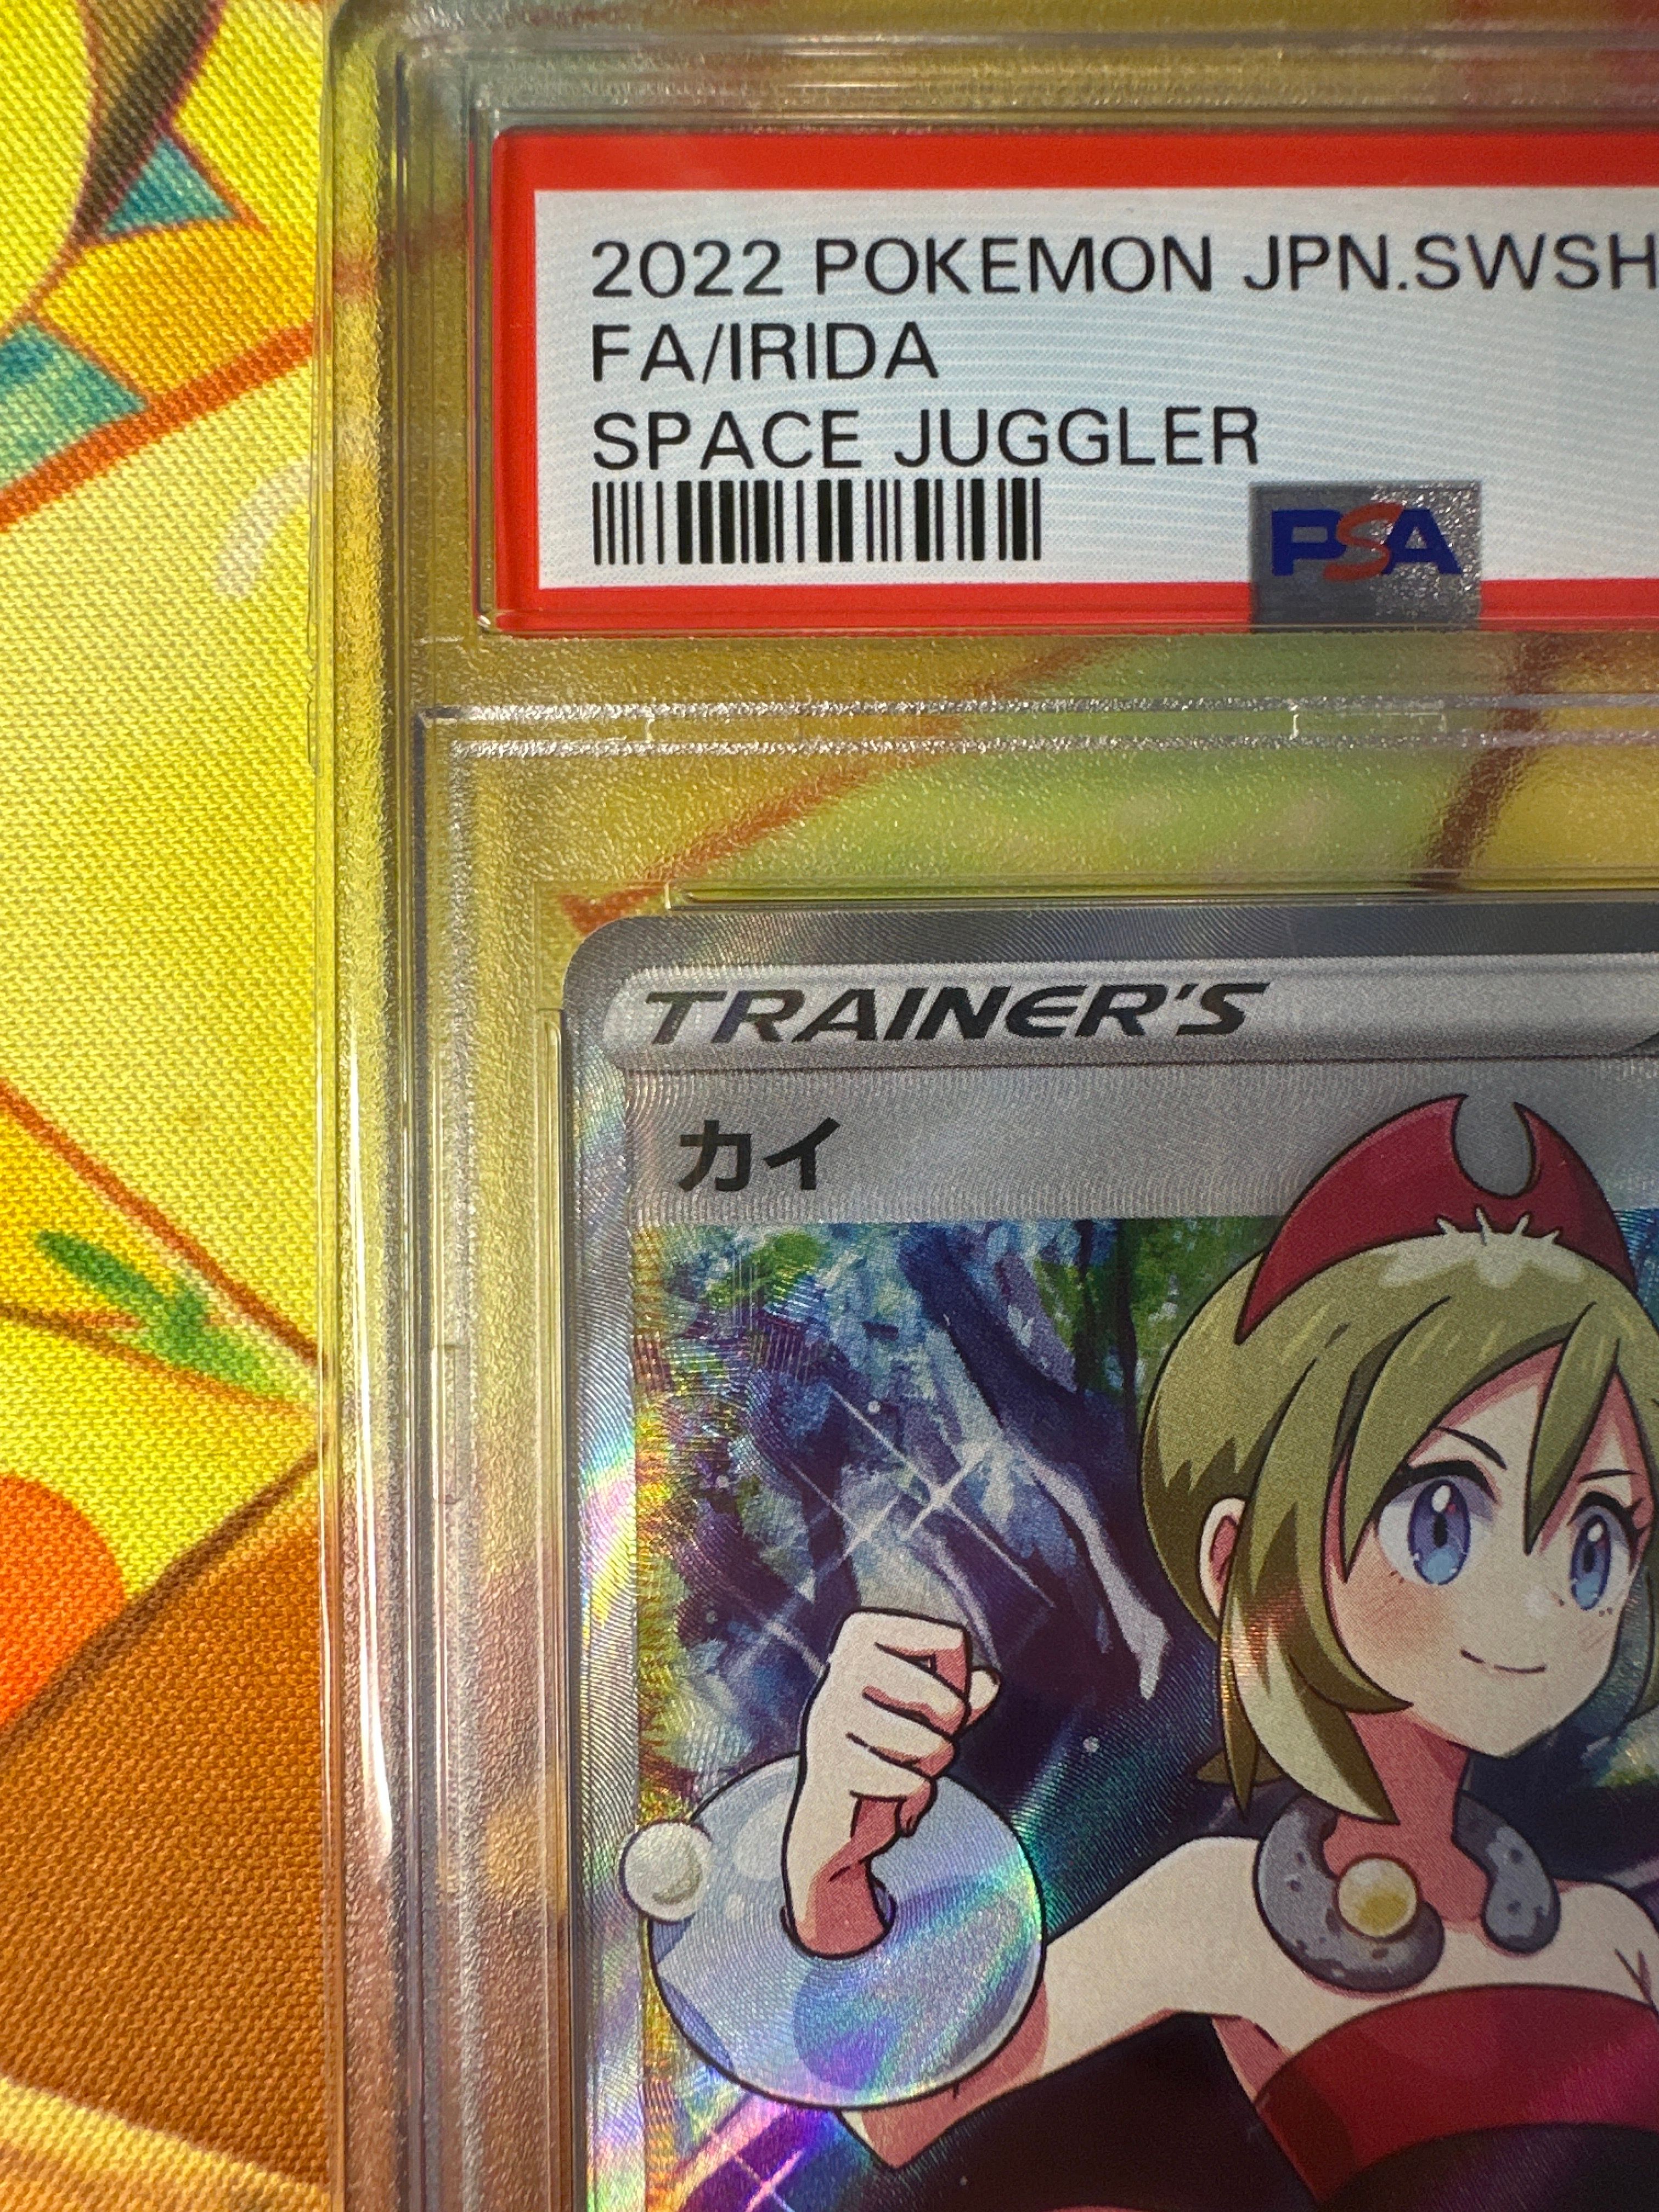 2022 POKEMON JPN.SWSH
FA/IRIDA
SPACE JUGGLER
PSA
TRAINER'S
カイ